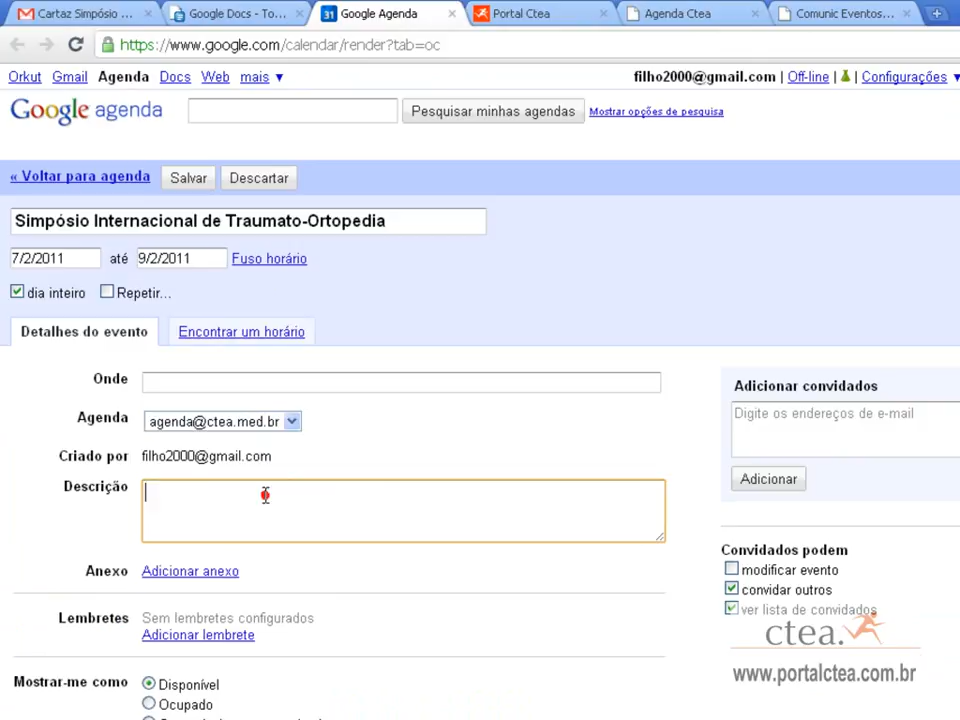 Cartaz Simpósio ...
Google Docs - To...
31 Google Agenda
Portal Ctea
Agenda Ctea
Comunic Eventos...
https://www.google.com/calendar/render?tab=oc
Orkut Gmail Agenda Docs Web mais ▼
filho2000@gmail.com | Off-line | | Configurações ▼
Google agenda
Pesquisar minhas agendas
Mostrar opções de pesquisa
« Voltar para agenda
Salvar
Descartar
Simpósio Internacional de Traumato-Ortopedia
7/2/2011 até 9/2/2011 Fuso horário
dia inteiro Repetir...
Detalhes do evento
Encontrar um horário
Onde
Agenda agenda@ctea.med.br
Criado por filho2000@gmail.com
Descrição
Anexo Adicionar anexo
Lembretes Sem lembretes configurados
Adicionar lembrete
Mostrar-me como Disponível
Ocupado
Adicionar convidados
Digite os endereços de e-mail
Adicionar
Convidados podem
modificar evento
convidar outros
ver lista de convidados
ctea.
www.portalctea.com.br